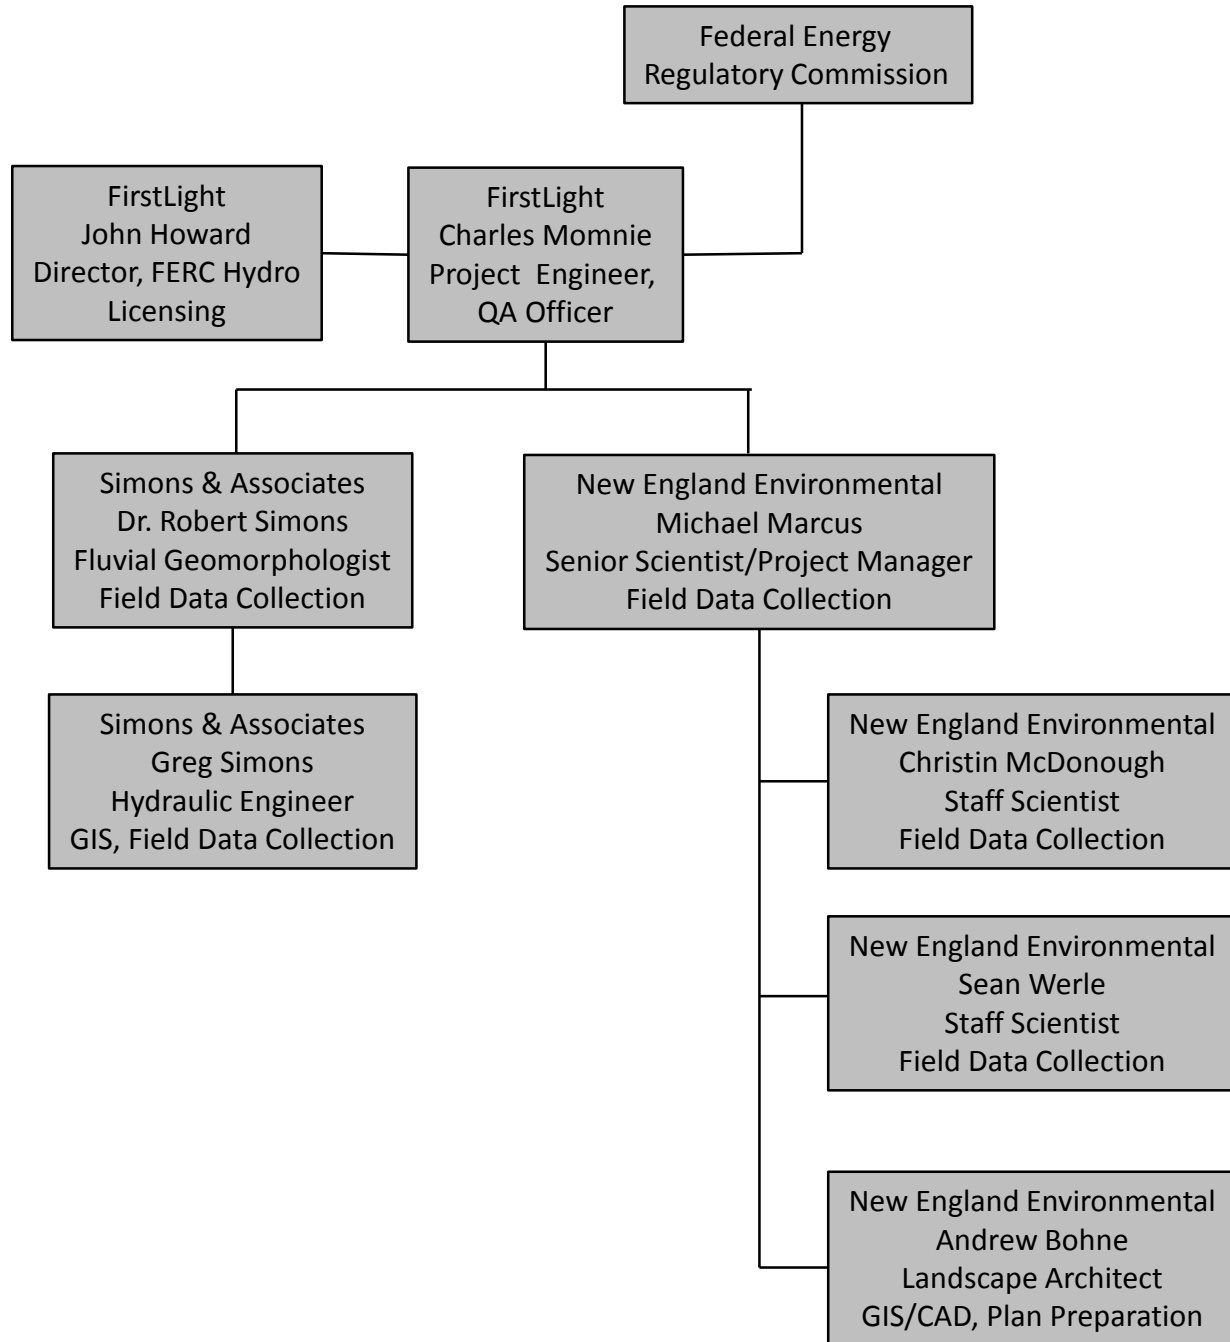 Federal Energy
Regulatory Commission
FirstLight
John Howard
Director, FERC Hydro
Licensing
FirstLight
Charles Momnie
Project  Engineer,
QA Officer
Simons & Associates
Dr. Robert Simons
Fluvial Geomorphologist
Field Data Collection
New England Environmental
Michael Marcus
Senior Scientist/Project Manager
Field Data Collection
Simons & Associates
Greg Simons
Hydraulic Engineer
GIS, Field Data Collection
New England Environmental
Christin McDonough
Staff Scientist
Field Data Collection
New England Environmental
Sean Werle
Staff Scientist
Field Data Collection
New England Environmental
Andrew Bohne
Landscape Architect
GIS/CAD, Plan Preparation